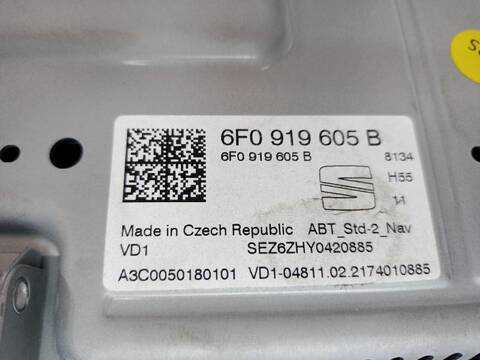 6F0 919 605 B
6F0 919 605 B 8134
H55
11
Made in Czech Republic ABT_Std-2_Nav
VD1 SEZ6ZHY0420885
A3C0050180101 VD1-04811.02.2174010885